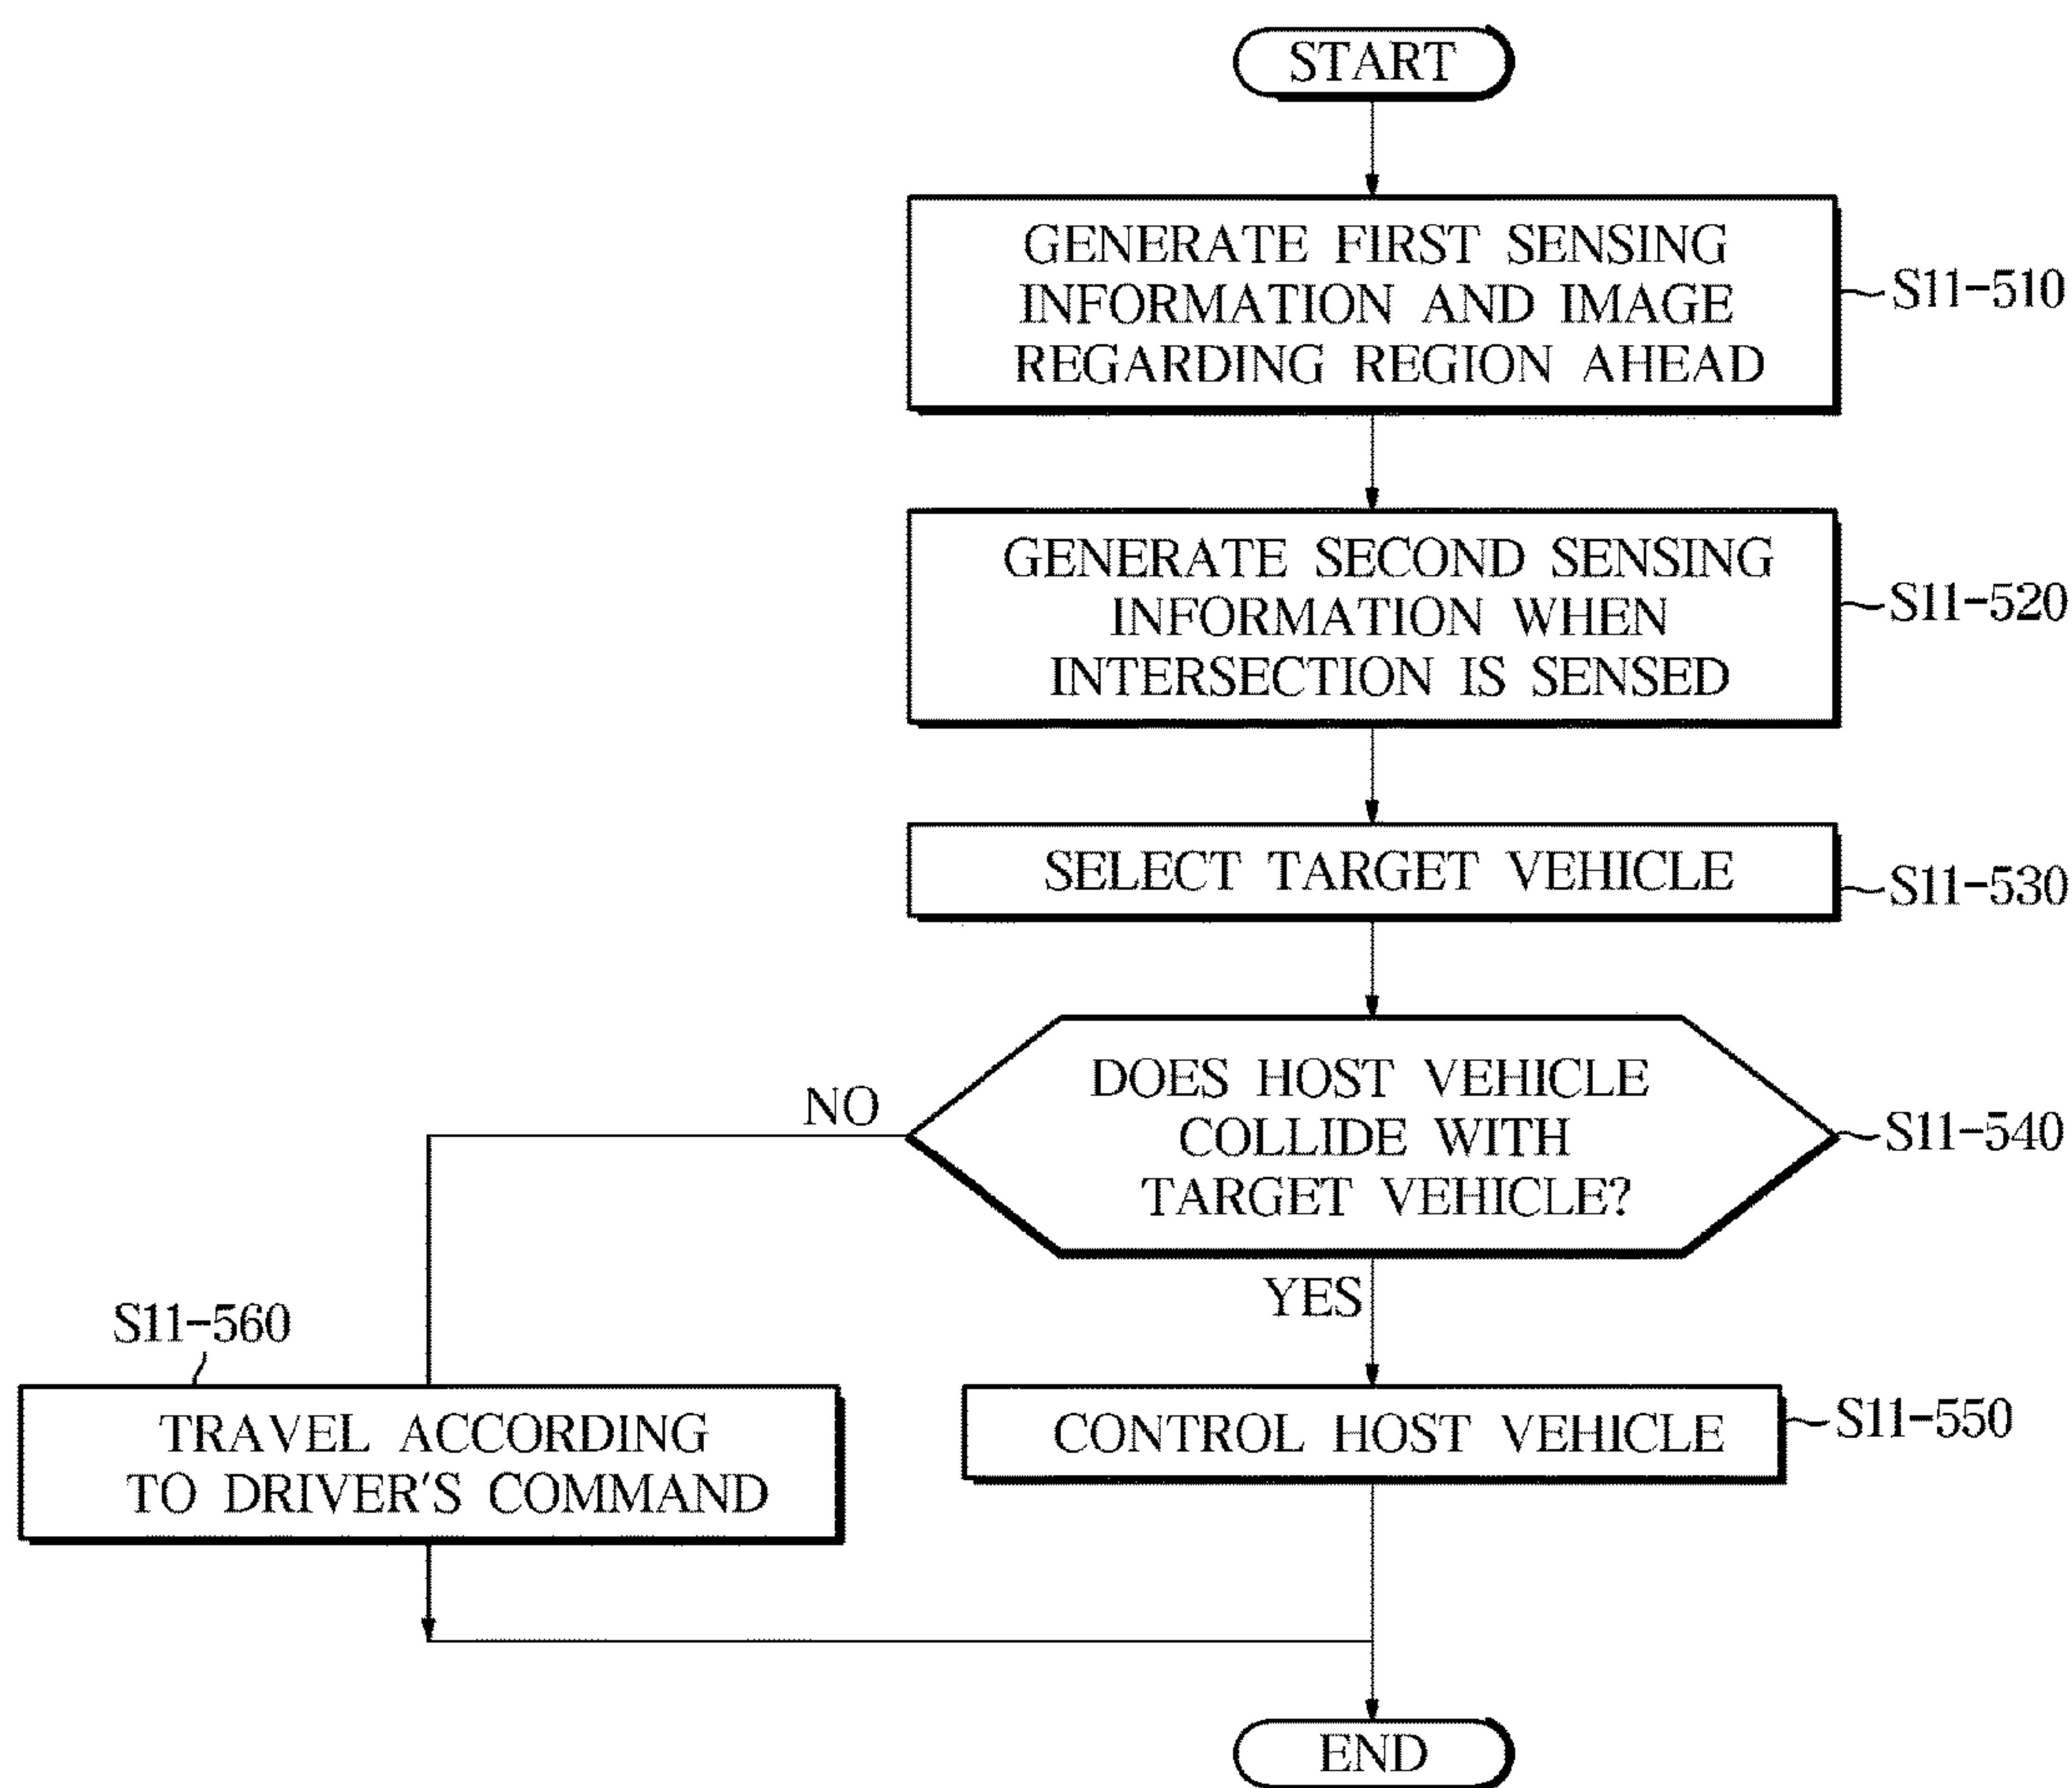 START
GENERATE FIRST SENSING
INFORMATION AND IMAGE
REGARDING REGION AHEAD
S11-510
GENERATE SECOND SENSING
INFORMATION WHEN
INTERSECTION IS SENSED
S11-520
SELECT TARGET VEHICLE
S11-530
DOES HOST VEHICLE
COLLIDE WITH
TARGET VEHICLE?
S11-540
NO
YES
S11-560
TRAVEL ACCORDING
TO DRIVER'S COMMAND
CONTROL HOST VEHICLE
S11-550
END